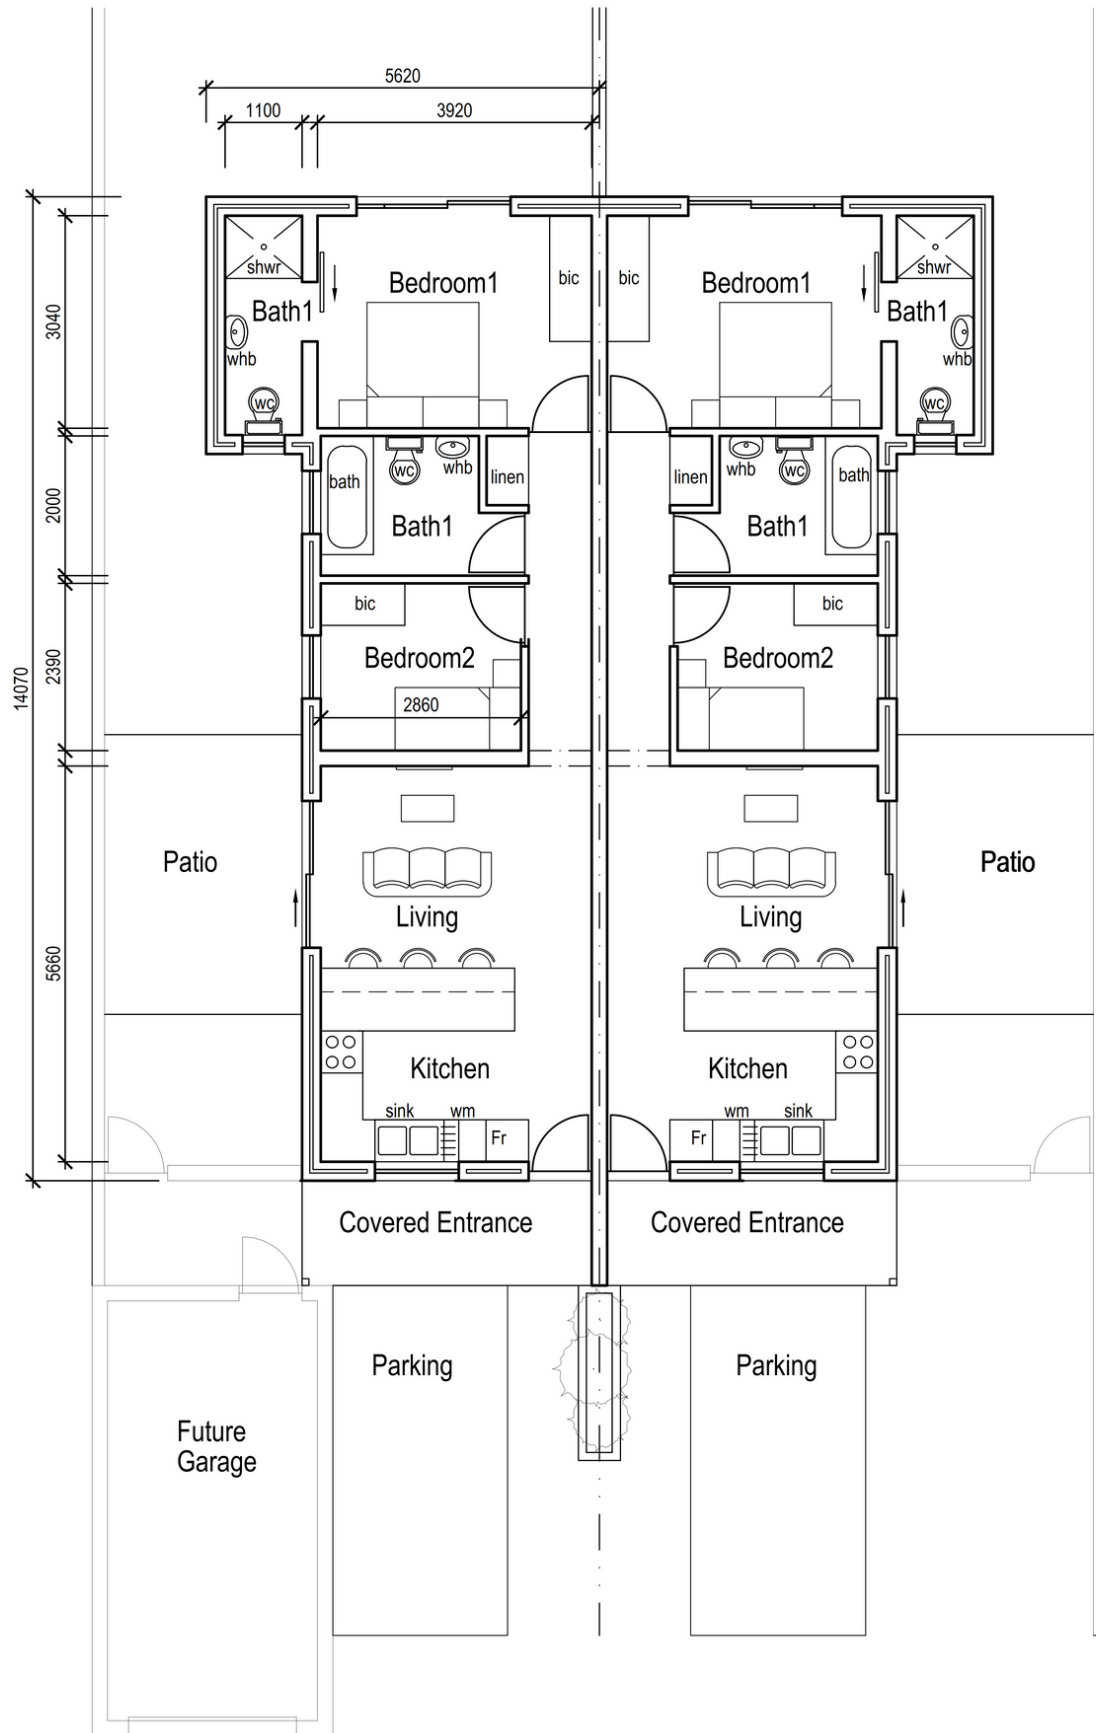 5620
1100 3920
14070
3040
2000
2390
5660
shwr
Bedroom1
bic
bic
Bedroom1
shwr
Bath1
whb
wc
Bath1
whb
wc
bath
wc
whb
linen
Bath1
linen
whb
wc
bath
Bath1
bic
Bedroom2
2860
bic
Bedroom2
Patio
Living
Living
Patio
Kitchen
sink wm
Fr
Kitchen
wm sink
Fr
Covered Entrance
Covered Entrance
Parking
Parking
Future
Garage